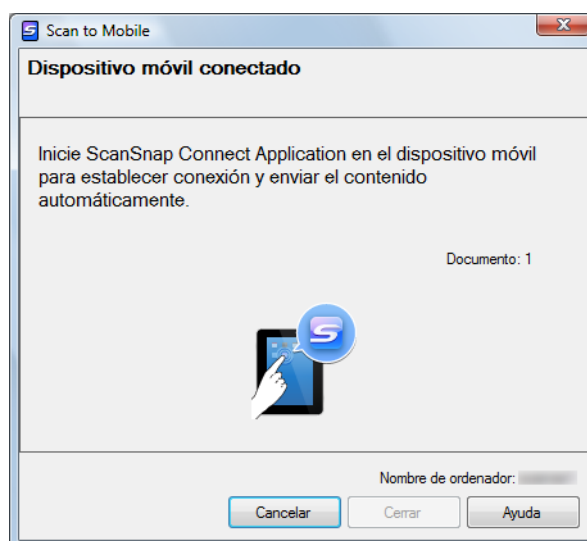 Scan to Mobile
Dispositivo móvil conectado
Inicie ScanSnap Connect Application en el dispositivo móvil
para establecer conexión y enviar el contenido
automáticamente.
Documento: 1
Nombre de ordenador:
Cancelar
Cerrar
Ayuda